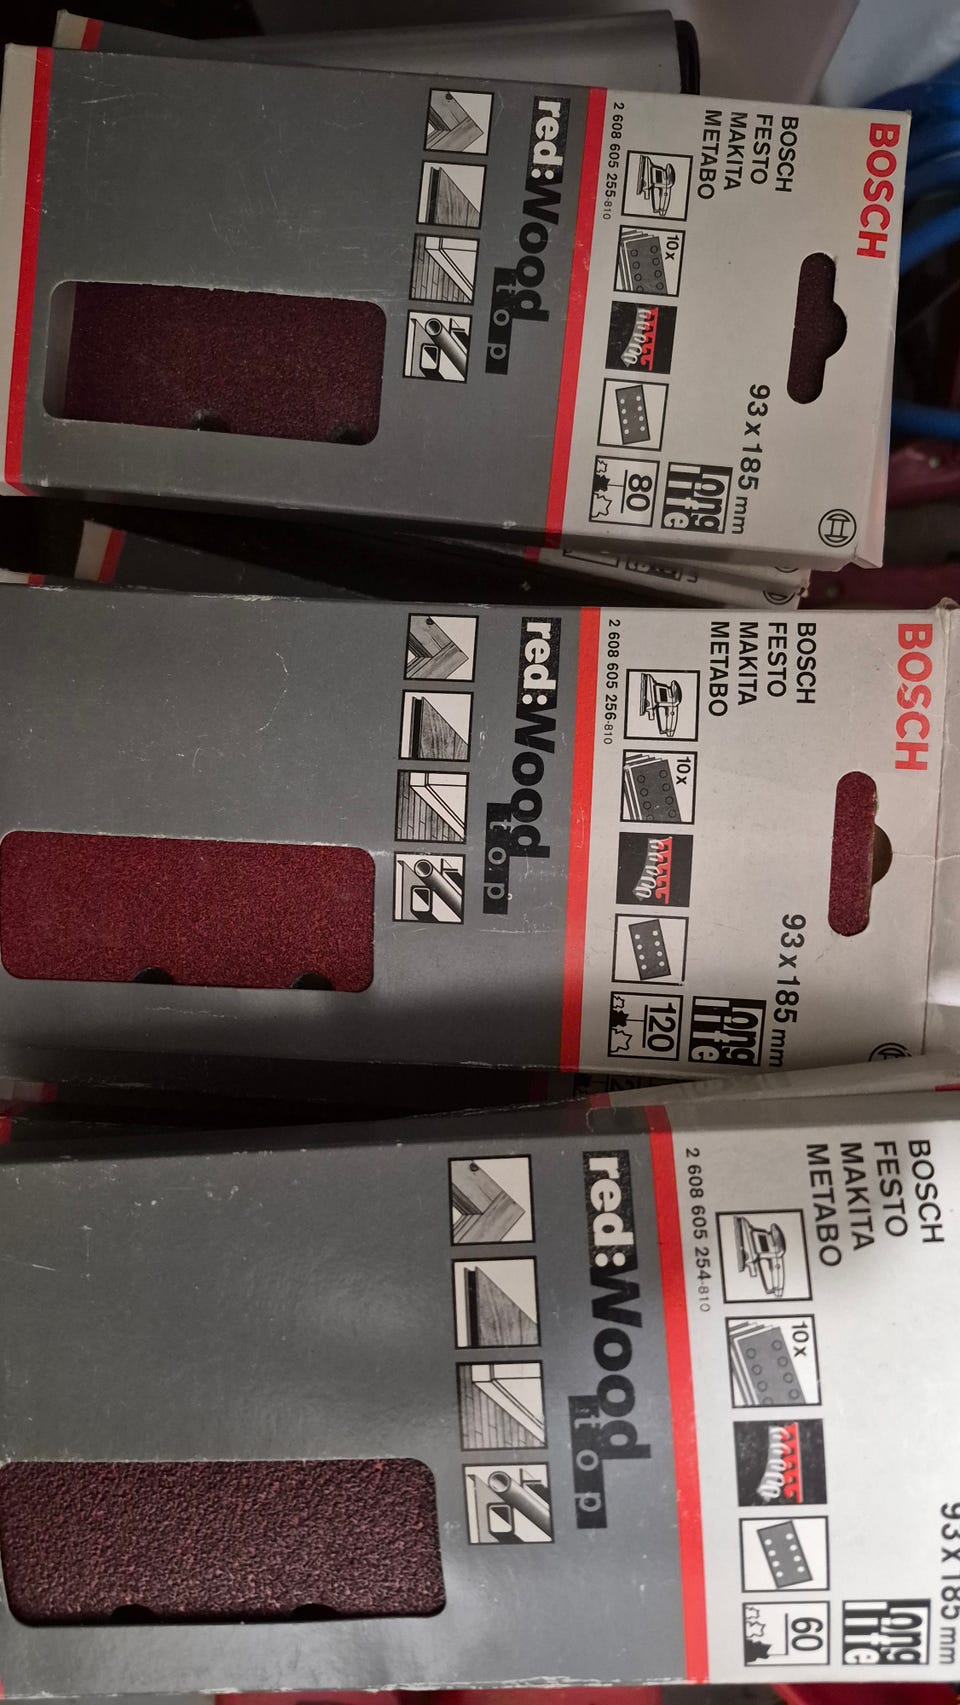 BOSCH
BOSCH
FESTO
MAKITA
METABO
93 x 185 mm
long
life
10x
80
2 608 605 255-810
red:Wood
top
BOSCH
BOSCH
FESTO
MAKITA
METABO
93 x 185 mm
long
life
10x
120
2 608 605 256-810
red:Wood
top
BOSCH
FESTO
MAKITA
METABO
93 x 185 mm
long
life
10x
60
2 608 605 254-810
red:Wood
top